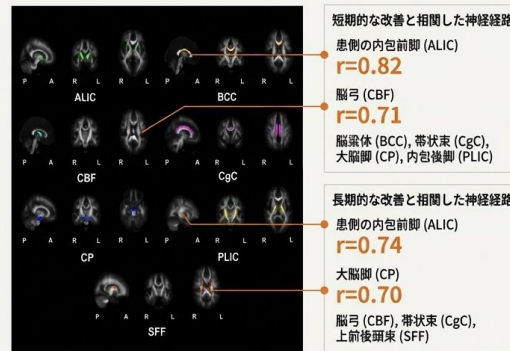 P A R L R L
P A R L R L
ALIC
BCC
P A R L R L
P A R L R L
CBF
CgC
P A R L R L
P A R L R L
CP
PLIC
P A R L R L
SFF
短期的な改善と相関した神経経路
患側の内包前脚 (ALIC)
r=0.82
脳弓 (CBF)
r=0.71
脳梁体 (BCC), 帯状束 (CgC),
大脳脚 (CP), 内包後脚 (PLIC)
長期的な改善と相関した神経経路
患側の内包前脚 (ALIC)
r=0.74
大脳脚 (CP)
r=0.70
脳弓 (CBF), 帯状束 (CgC),
上前後頭束 (SFF)